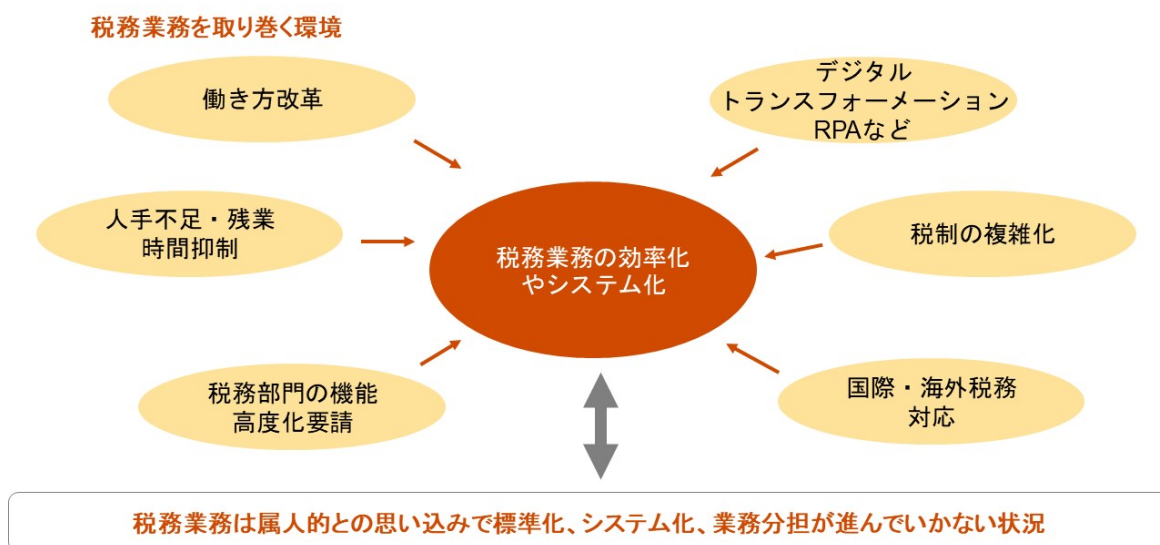 税務業務を取り巻く環境
働き方改革
デジタル
トランスフォーメーション
RPAなど
人手不足・残業
時間抑制
税務業務の効率化
やシステム化
税制の複雑化
税務部門の機能
高度化要請
国際・海外税務
対応
税務業務は属人的との思い込みで標準化、システム化、業務分担が進んでいかない状況